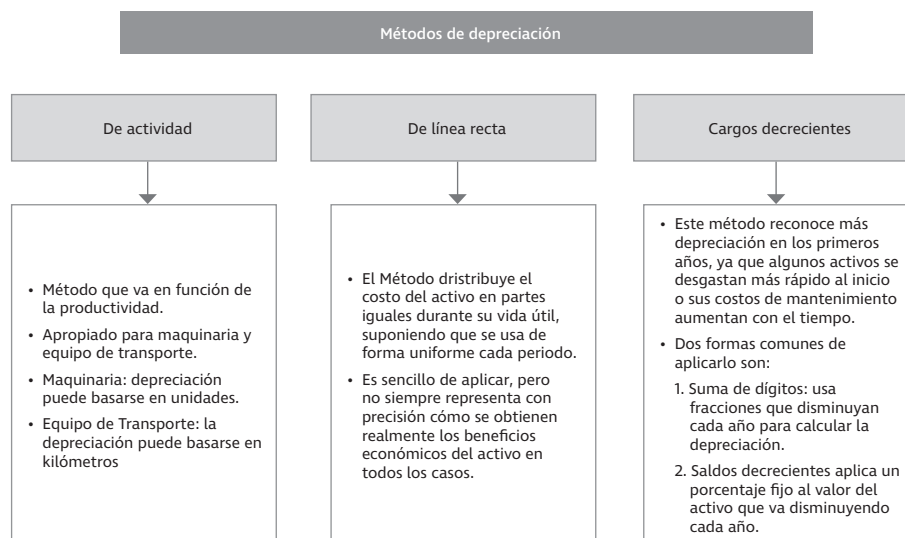 Métodos de depreciación
De actividad
• Método que va en función de
la productividad.
• Apropiado para maquinaria y
equipo de transporte.
• Maquinaria: depreciación
puede basarse en unidades.
• Equipo de Transporte: la
depreciación puede basarse en
kilómetros
De línea recta
• El Método dristribuye el
costo del activo en partes
iguales durante su vida útil,
suponiendo que se usa de
forma uniforme cada periodo.
• Es sencillo de aplicar, pero
no siempre representa con
precisión cómo se obtienen
realmente los beneficios
económicos del activo en
todos los casos.
Cargos decrecientes
• Este método reconoce más
depreciación en los primeros
años, ya que algunos activos se
desgastan más rápido al inicio
o sus costos de mantenimiento
aumentan con el tiempo.
• Dos formas comunes de
aplicarlo son:
1. Suma de dígitos: usa
fracciones que disminuyan
cada año para calcular la
depreciación.
2. Saldos decrecientes aplica un
porcentaje fijo al valor del
activo que va disminuyendo
cada año.